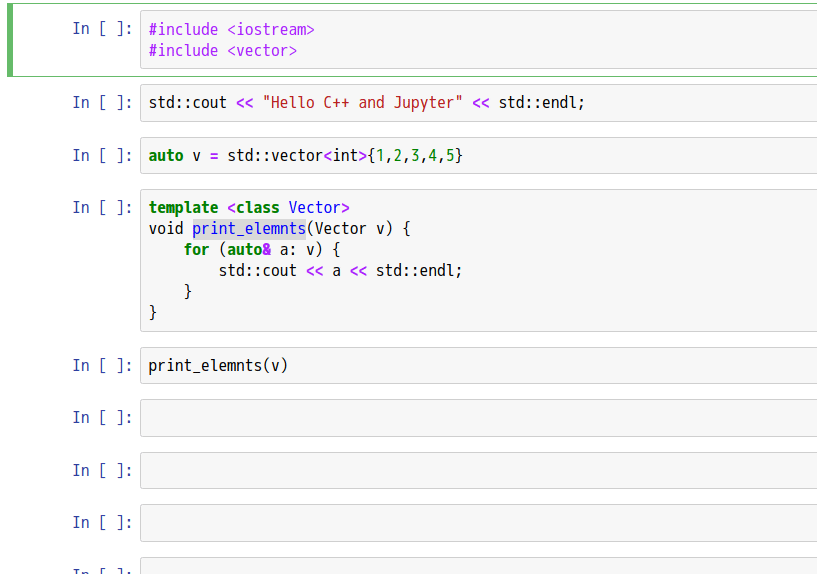 In [ ]: #include <iostream>
#include <vector>
In [ ]: std::cout << "Hello C++ and Jupyter" << std::endl;
In [ ]: auto v = std::vector<int>{1,2,3,4,5}
In [ ]: template <class Vector>
void print_elemnts(Vector v) {
    for (auto& a: v) {
        std::cout << a << std::endl;
    }
}
In [ ]: print_elemnts(v)
In [ ]:
In [ ]:
In [ ]:
In [ ]: